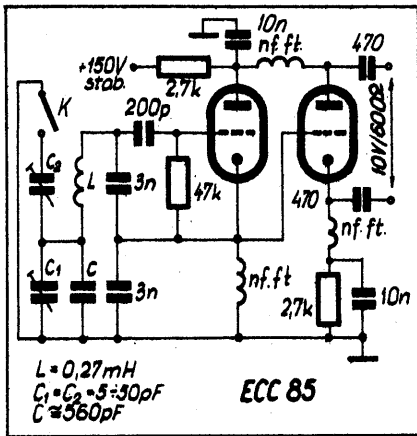 10n
nf.ft.
470
+150V
stab.
2,7k
K
200p
10V/600Ω
C₂
L
3n
47k
470
nf.ft.
C₁
C
3n
nf.ft
2,7k
10n
L = 0,27mH
C₁=C₂=5÷50pF
C≅560pF
ECC 85